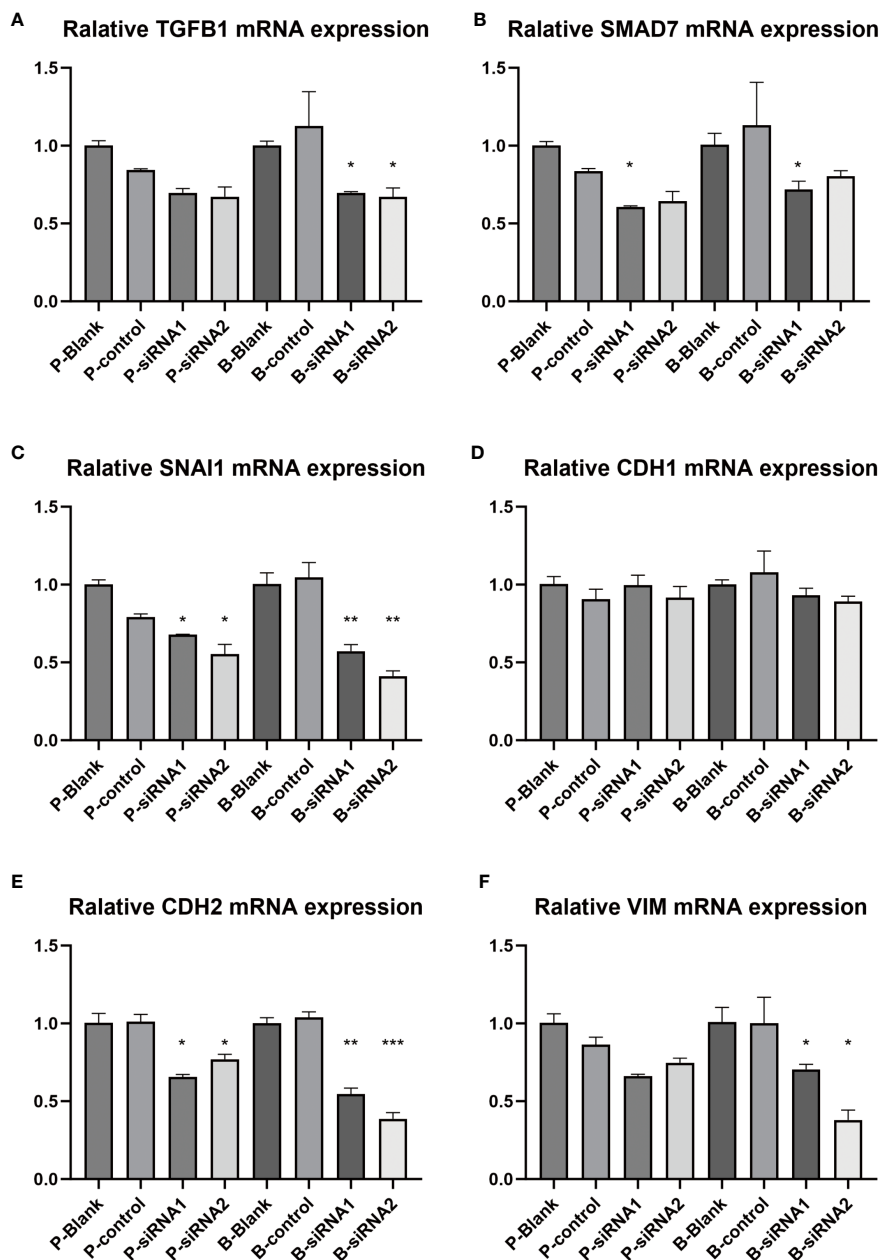 A
Ralative TGFB1 mRNA expression
1.5
1.0
0.5
0.0
* *
P-Blank
P-control
P-siRNA1
P-siRNA2
B-Blank
B-control
B-siRNA1
B-siRNA2
B
Ralative SMAD7 mRNA expression
1.5
1.0
0.5
0.0
* *
P-Blank
P-control
P-siRNA1
P-siRNA2
B-Blank
B-control
B-siRNA1
B-siRNA2
C
Ralative SNAI1 mRNA expression
1.5
1.0
0.5
0.0
* * ** **
P-Blank
P-control
P-siRNA1
P-siRNA2
B-Blank
B-control
B-siRNA1
B-siRNA2
D
Ralative CDH1 mRNA expression
1.5
1.0
0.5
0.0
P-Blank
P-control
P-siRNA1
P-siRNA2
B-Blank
B-control
B-siRNA1
B-siRNA2
E
Ralative CDH2 mRNA expression
1.5
1.0
0.5
0.0
* * ** ***
P-Blank
P-control
P-siRNA1
P-siRNA2
B-Blank
B-control
B-siRNA1
B-siRNA2
F
Ralative VIM mRNA expression
1.5
1.0
0.5
0.0
* *
P-Blank
P-control
P-siRNA1
P-siRNA2
B-Blank
B-control
B-siRNA1
B-siRNA2